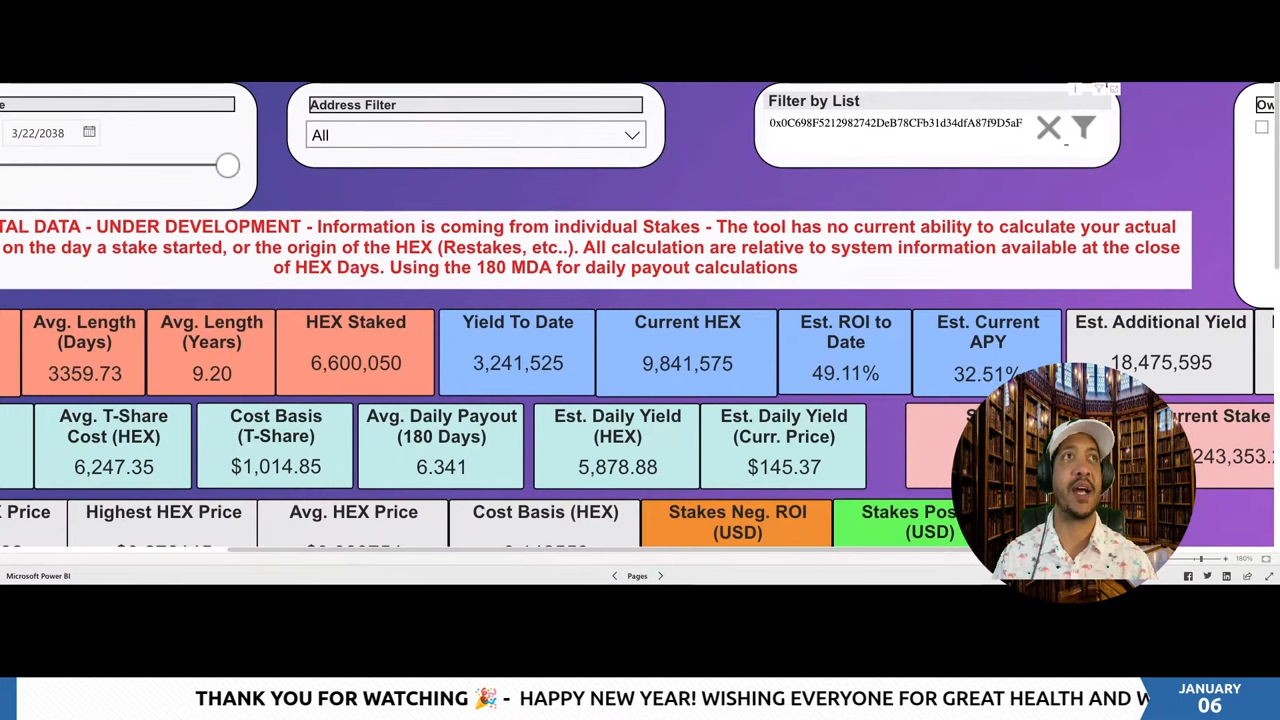 e
3/22/2038
Address Filter
All
Filter by List
0x0C698F5212982742DeB78CFb31d34dfA87f9D5aF
Ow
TAL DATA - UNDER DEVELOPMENT - Information is coming from individual Stakes - The tool has no current ability to calculate your actual
on the day a stake started, or the origin of the HEX (Restakes, etc..). All calculation are relative to system information available at the close
of HEX Days. Using the 180 MDA for daily payout calculations
Avg. Length
(Days)
3359.73
Avg. Length
(Years)
9.20
HEX Staked
6,600,050
Yield To Date
3,241,525
Current HEX
9,841,575
Est. ROI to
Date
49.11%
Est. Current
APY
32.51%
Est. Additional Yield
18,475,595
Avg. T-Share
Cost (HEX)
6,247.35
Cost Basis
(T-Share)
$1,014.85
Avg. Daily Payout
(180 Days)
6.341
Est. Daily Yield
(HEX)
5,878.88
Est. Daily Yield
(Curr. Price)
$145.37
S
rrent Stake
243,353.
X Price
Highest HEX Price
Avg. HEX Price
Cost Basis (HEX)
Stakes Neg. ROI
(USD)
Stakes Pos
(USD)
180%
Microsoft Power BI
Pages
THANK YOU FOR WATCHING 🎉 - HAPPY NEW YEAR! WISHING EVERYONE FOR GREAT HEALTH AND W
JANUARY
06